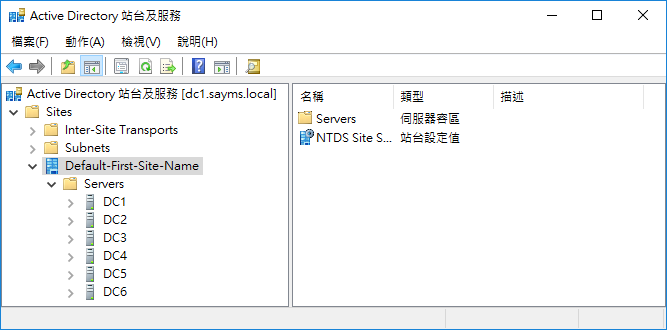 Active Directory 站台及服務
檔案(F) 動作(A) 檢視(V) 說明(H)
Active Directory 站台及服務 [dc1.sayms.local]
Sites
Inter-Site Transports
Subnets
Default-First-Site-Name
Servers
DC1
DC2
DC3
DC4
DC5
DC6
名稱 類型 描述
Servers 伺服器容區
NTDS Site S... 站台設定值